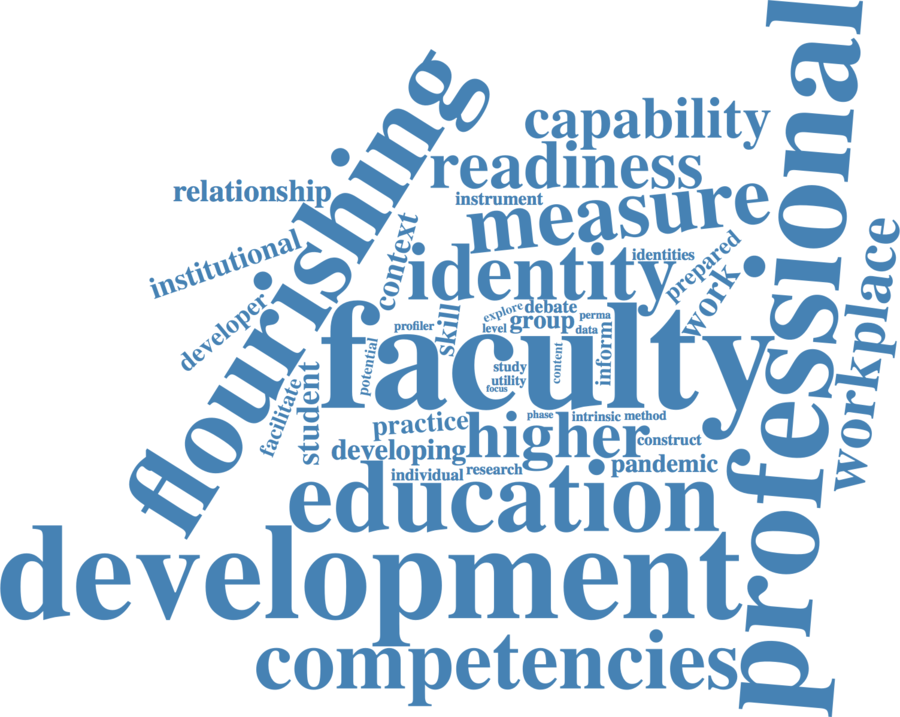 professional
flourishing
capability
readiness
relationship
instrument
measure
context
institutional
identity
identities
prepared
work
workplace
developer
skill
explore
debate
perma
level
group
data
profiler
faculty
inform
content
potential
study
utility
focus
facilitate
student
phase
intrinsic
method
practice
higher
construct
developing
pandemic
individual
research
education
development
competencies